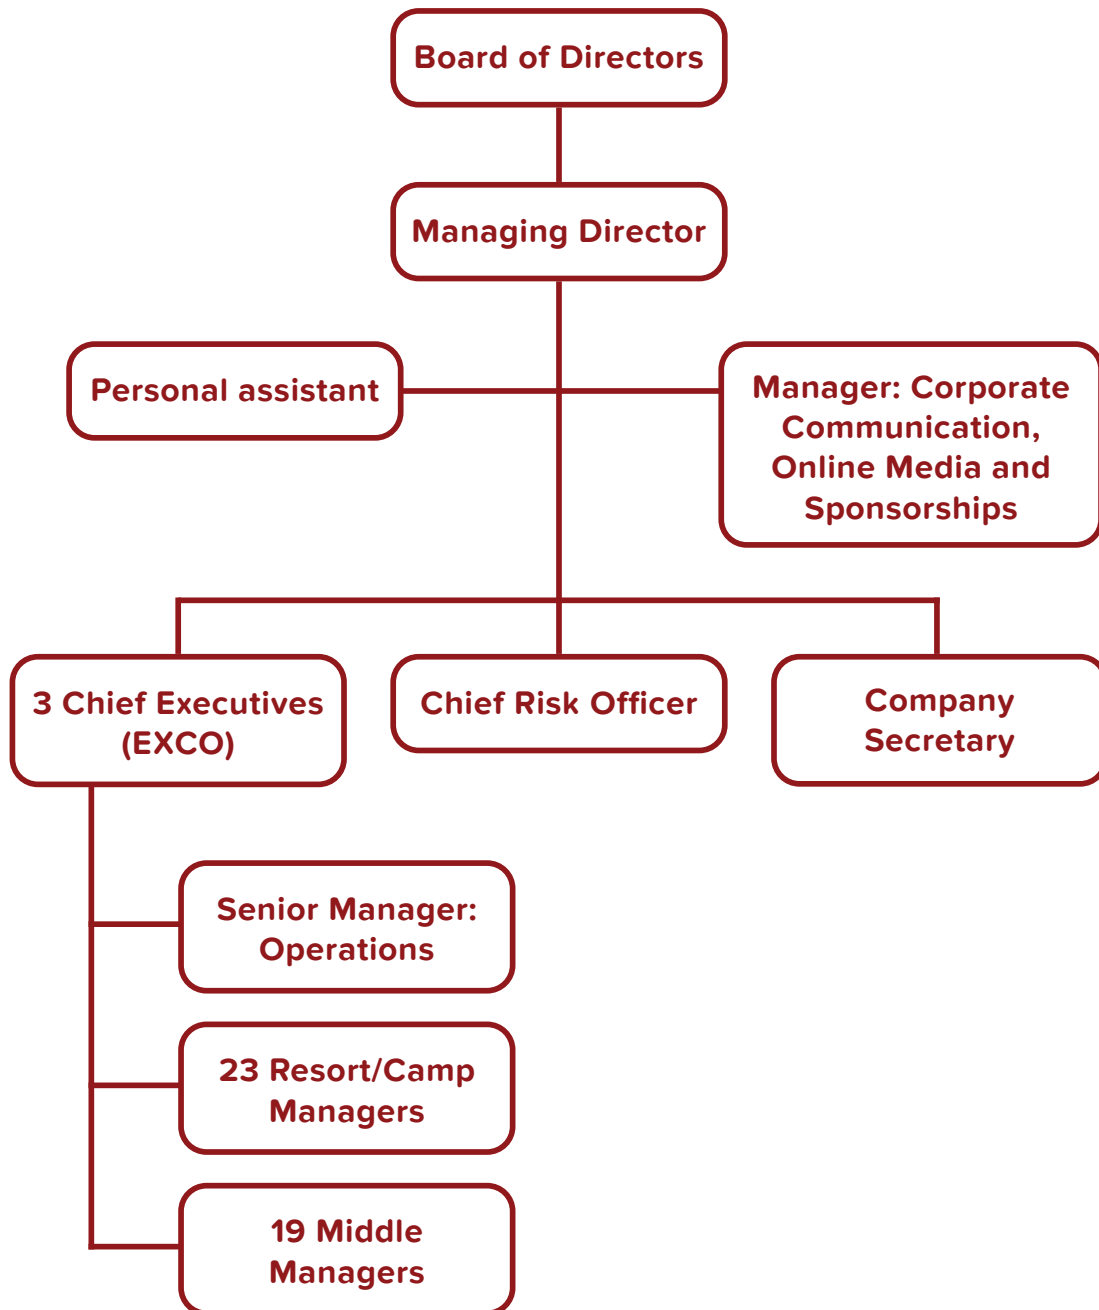 Board of Directors
Managing Director
Personal assistant
Manager: Corporate
Communication,
Online Media and
Sponsorships
3 Chief Executives
(EXCO)
Chief Risk Officer
Company
Secretary
Senior Manager:
Operations
23 Resort/Camp
Managers
19 Middle
Managers